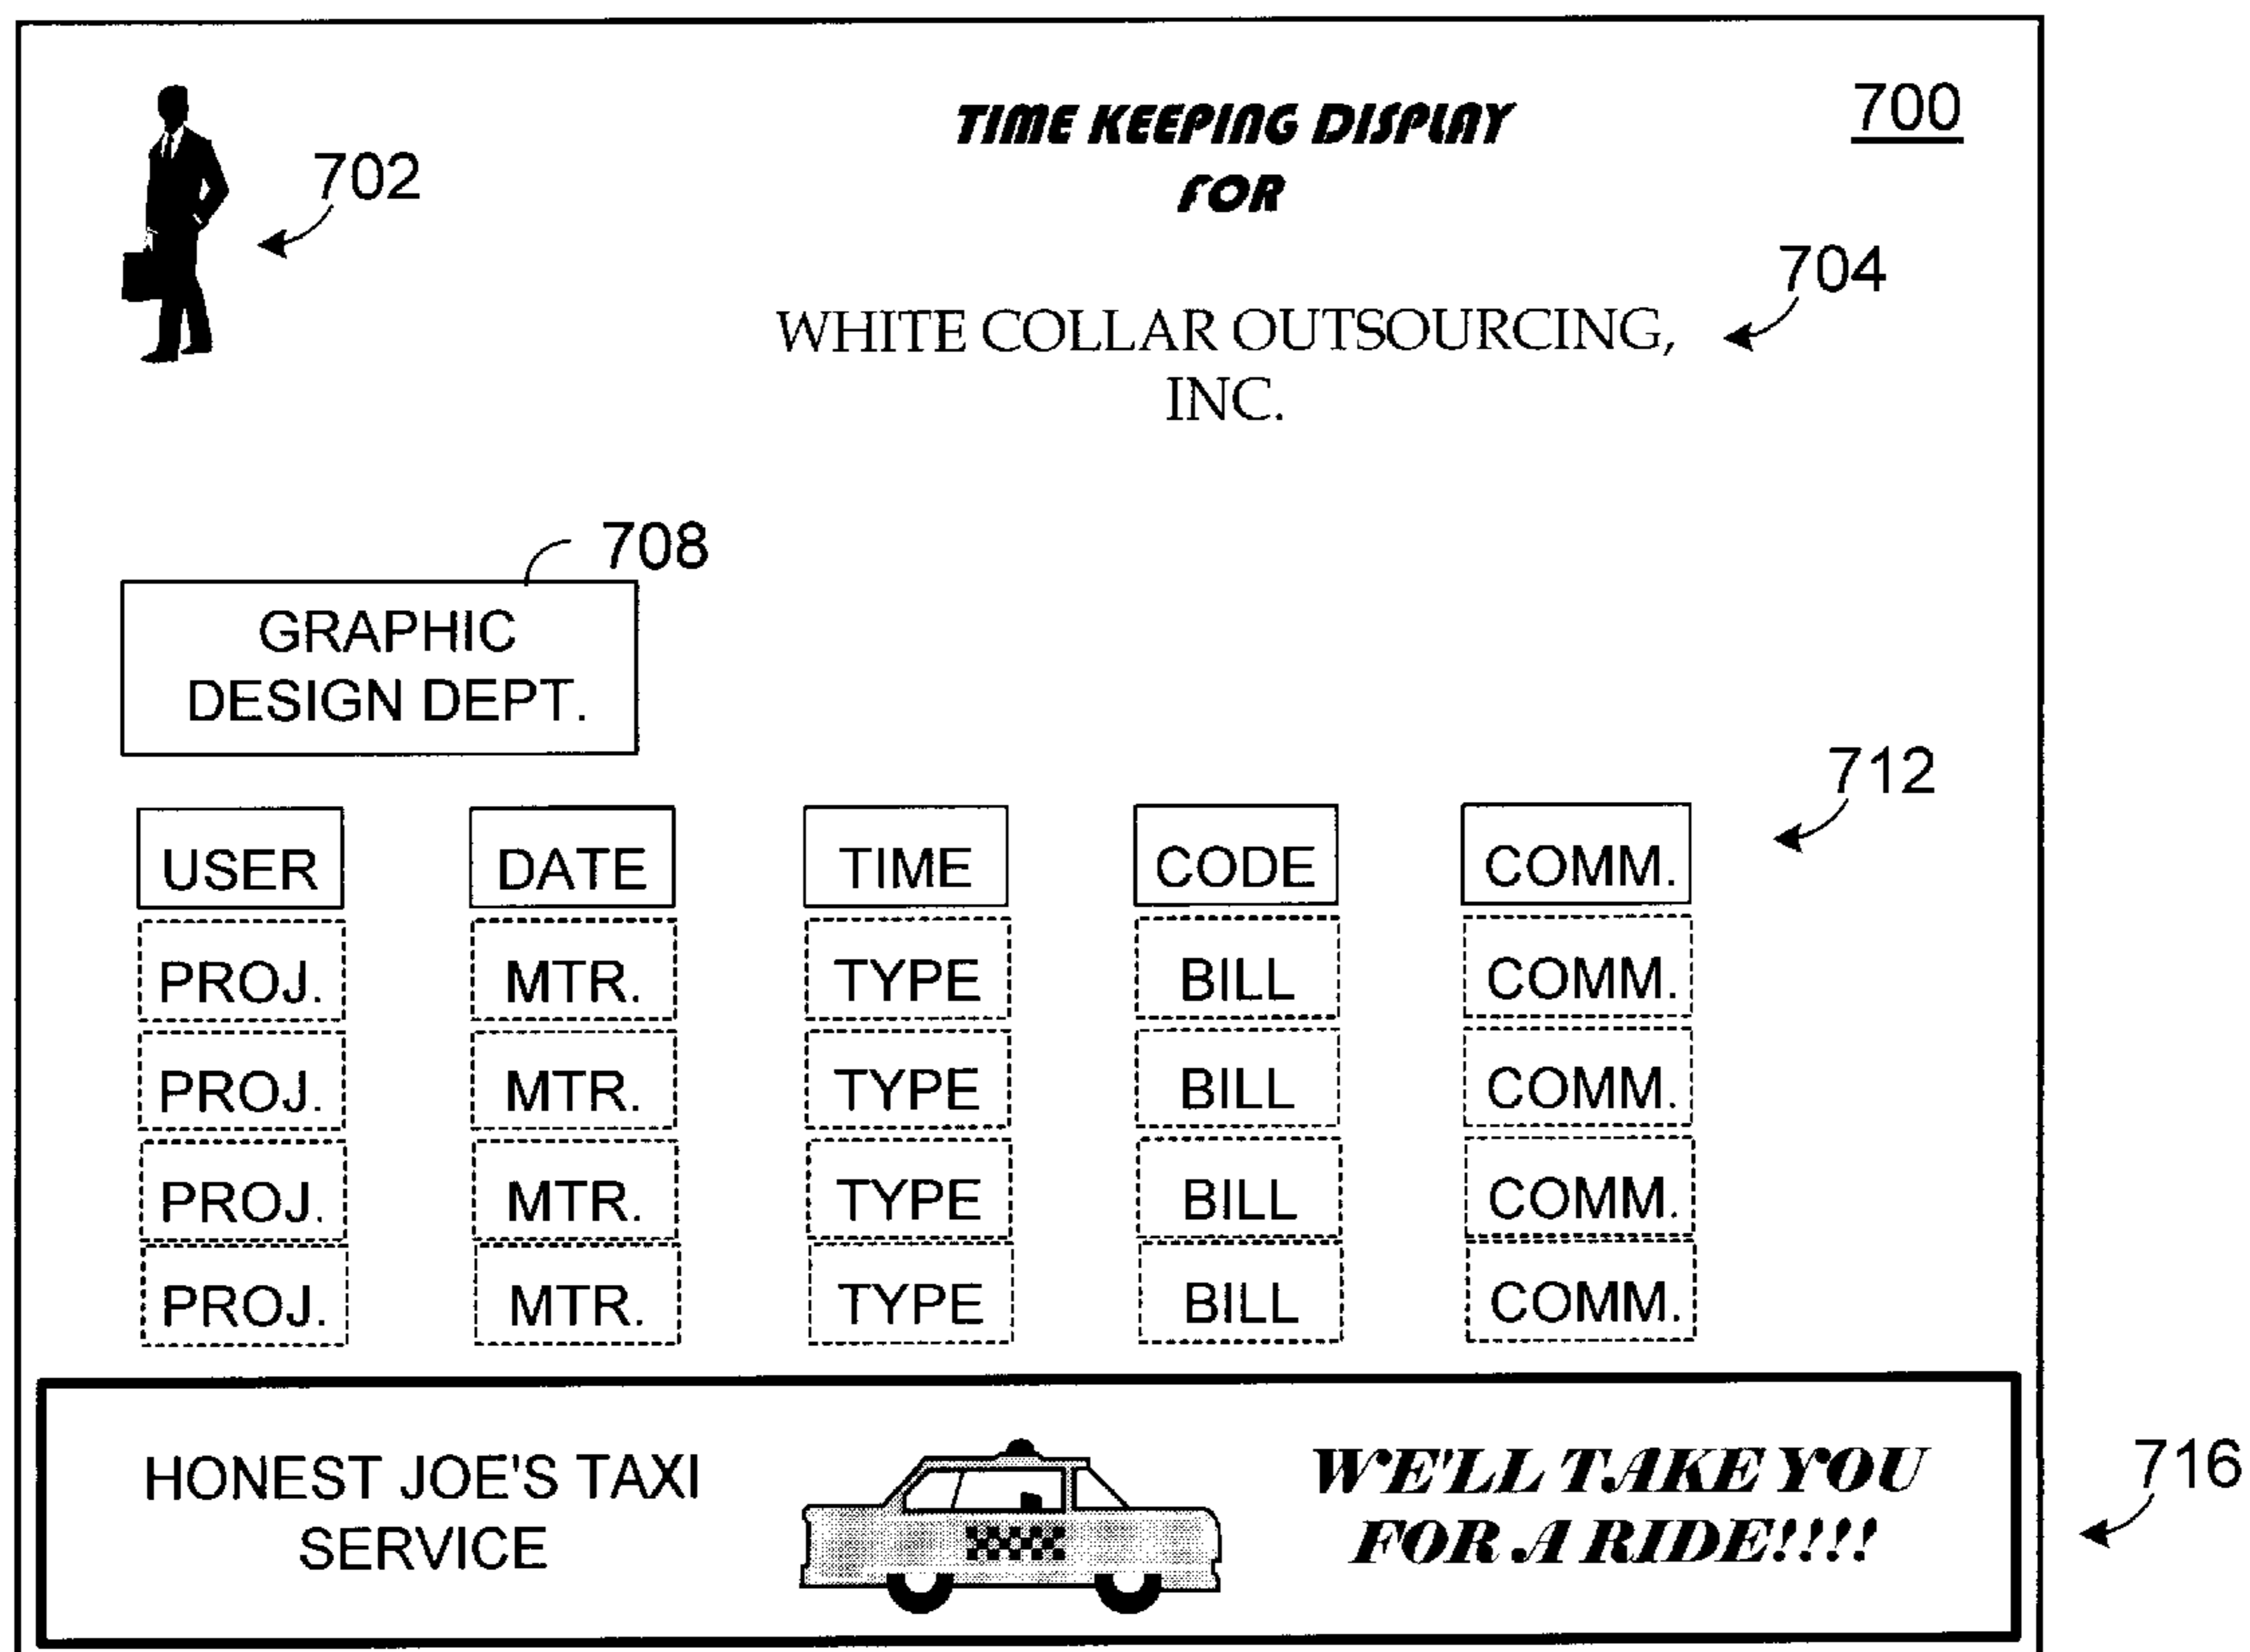 TIME KEEPING DISPLAY
700
FOR
702
704
WHITE COLLAR OUTSOURCING,
INC.
708
GRAPHIC
DESIGN DEPT.
712
USER DATE TIME CODE COMM.
PROJ. MTR. TYPE BILL COMM.
PROJ. MTR. TYPE BILL COMM.
PROJ. MTR. TYPE BILL COMM.
PROJ. MTR. TYPE BILL COMM.
HONEST JOE'S TAXI
SERVICE
WE'LL TAKE YOU
FOR A RIDE!!!!
716